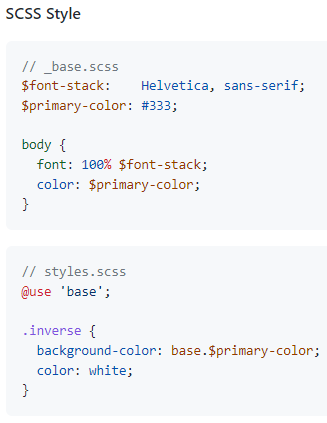 SCSS Style
// _base.scss
$font-stack:    Helvetica, sans-serif;
$primary-color: #333;

body {
  font: 100% $font-stack;
  color: $primary-color;
}

// styles.scss
@use 'base';

.inverse {
  background-color: base.$primary-color;
  color: white;
}